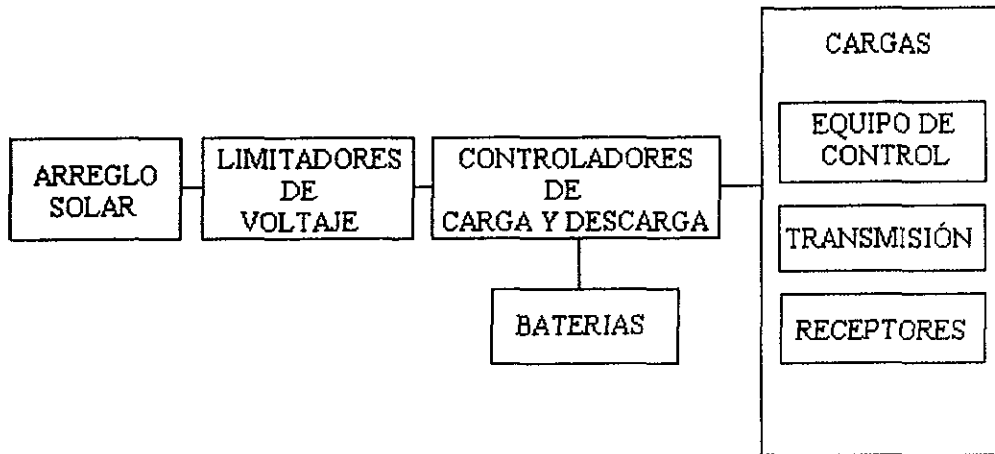 ARREGLO
SOLAR
LIMITADORES
DE
VOLTAJE
CONTROLADORES
DE
CARGA Y DESCARGA
BATERIAS
CARGAS
EQUIPO DE
CONTROL
TRANSMISIÓN
RECEPTORES